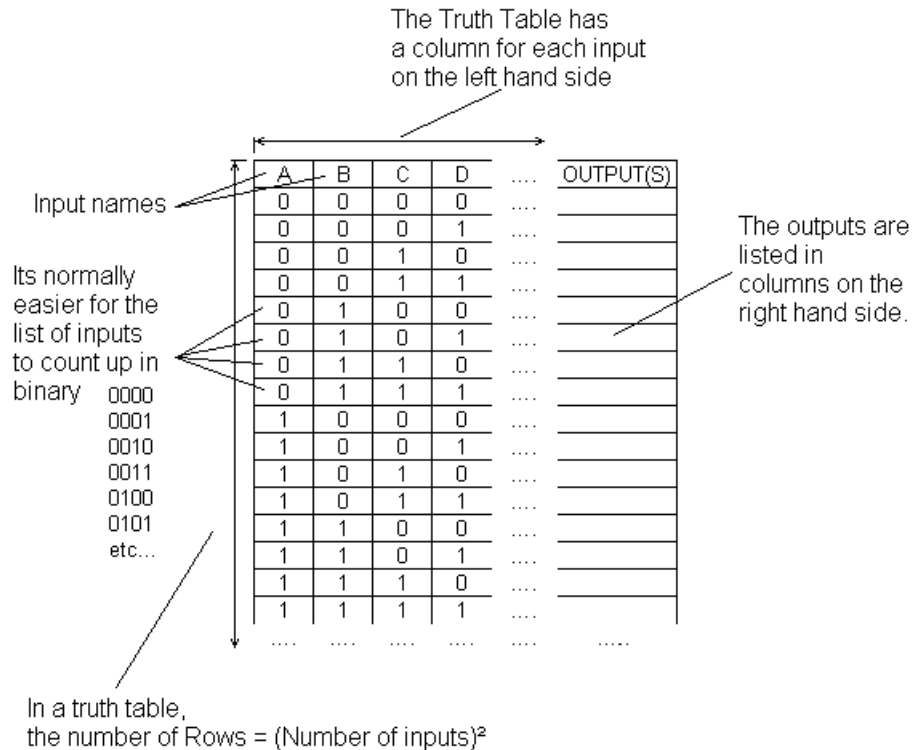 The Truth Table has
a column for each input
on the left hand side
A B C D .... OUTPUT(S)
0 0 0 0 ....
0 0 0 1 ....
0 0 1 0 ....
0 0 1 1 ....
0 1 0 0 ....
0 1 0 1 ....
0 1 1 0 ....
0 1 1 1 ....
1 0 0 0 ....
1 0 0 1 ....
1 0 1 0 ....
1 0 1 1 ....
1 1 0 0 ....
1 1 0 1 ....
1 1 1 0 ....
1 1 1 1 ....
.... .... .... .... .... .....
Input names
Its normally
easier for the
list of inputs
to count up in
binary
0000
0001
0010
0011
0100
0101
etc...
The outputs are
listed in
columns on the
right hand side.
In a truth table,
the number of Rows = (Number of inputs)²